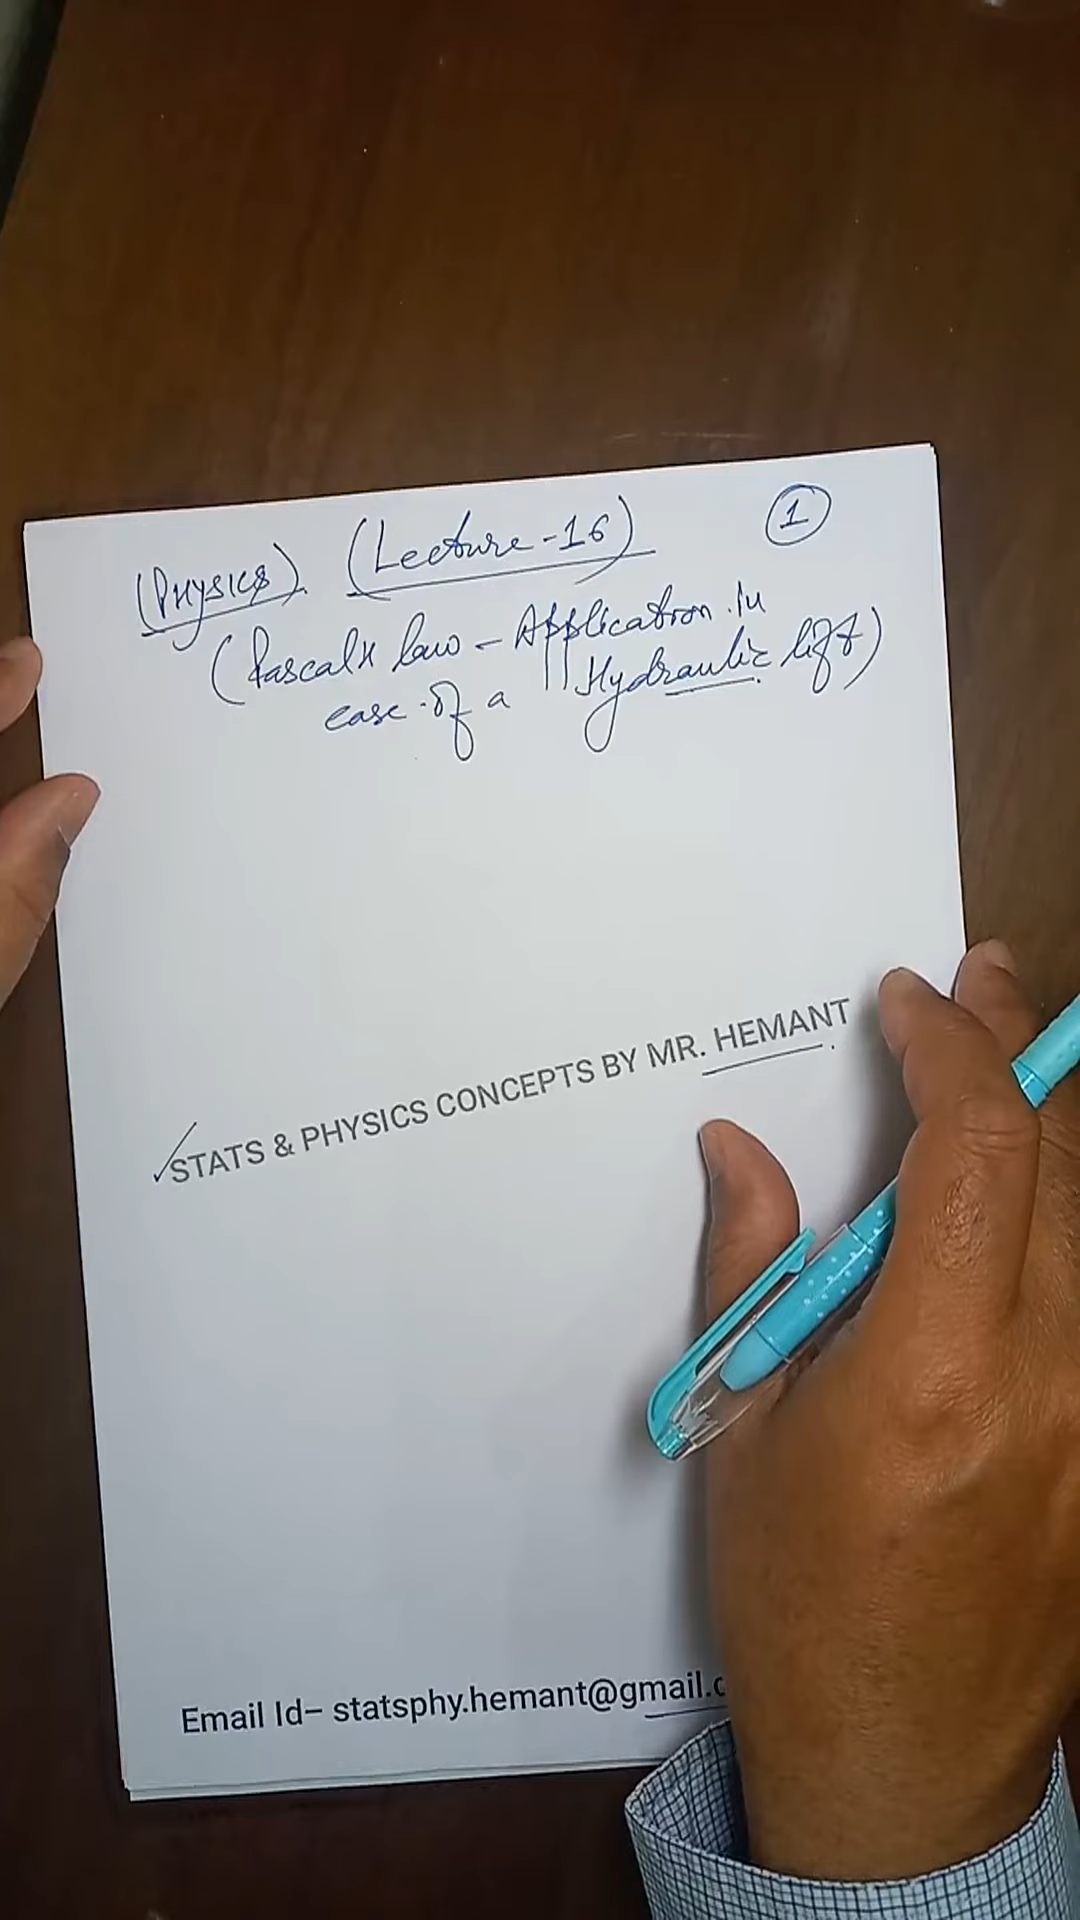 (Physics). (Lecture-16) 1
(Pascal's law - Application in
case of a Hydraulic lift)
STATS & PHYSICS CONCEPTS BY MR. HEMANT
Email Id– statsphy.hemant@gmail.c